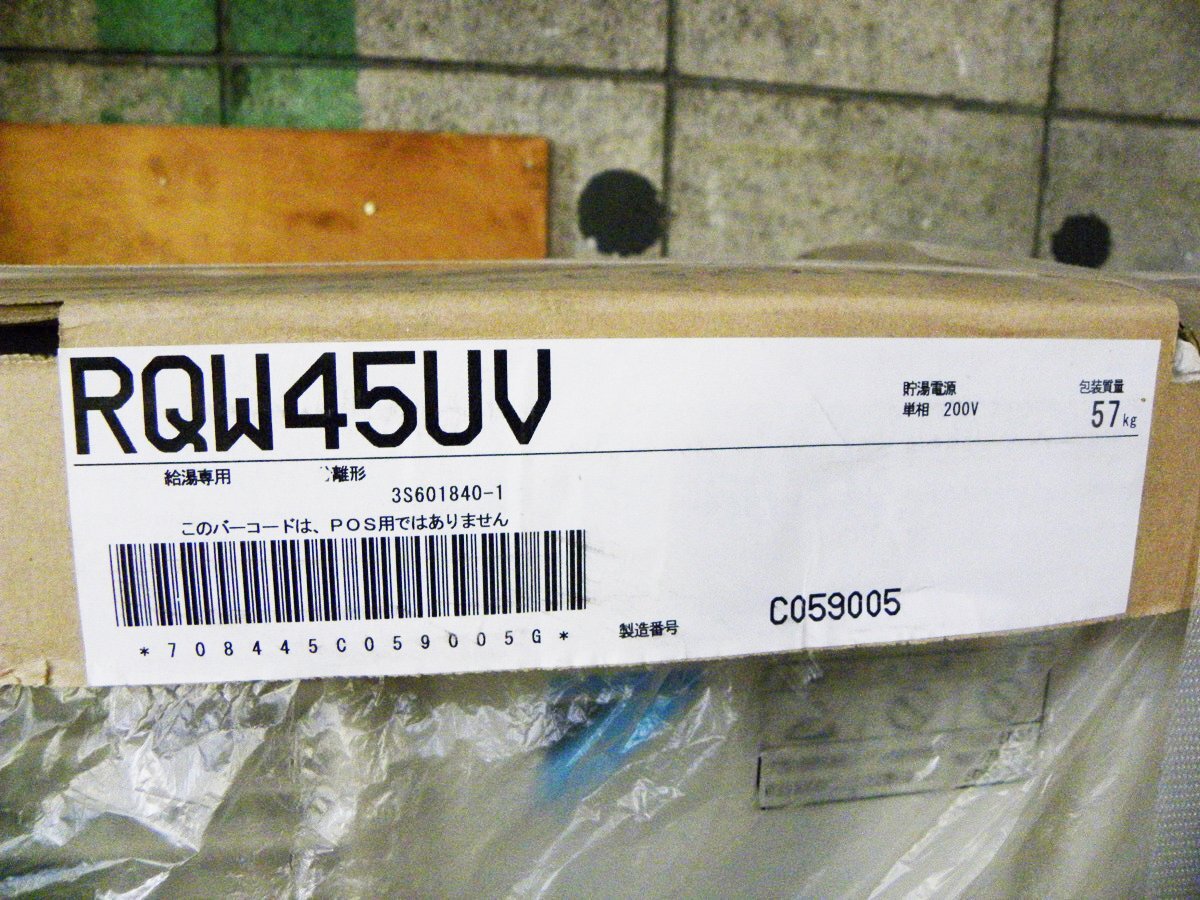 RQW45UV
貯湯電源
単相 200V
包装質量
57kg
給湯専用 離形
3S601840-1
このバーコードは、POS用ではありません
*708445C059005G*
製造番号 C059005